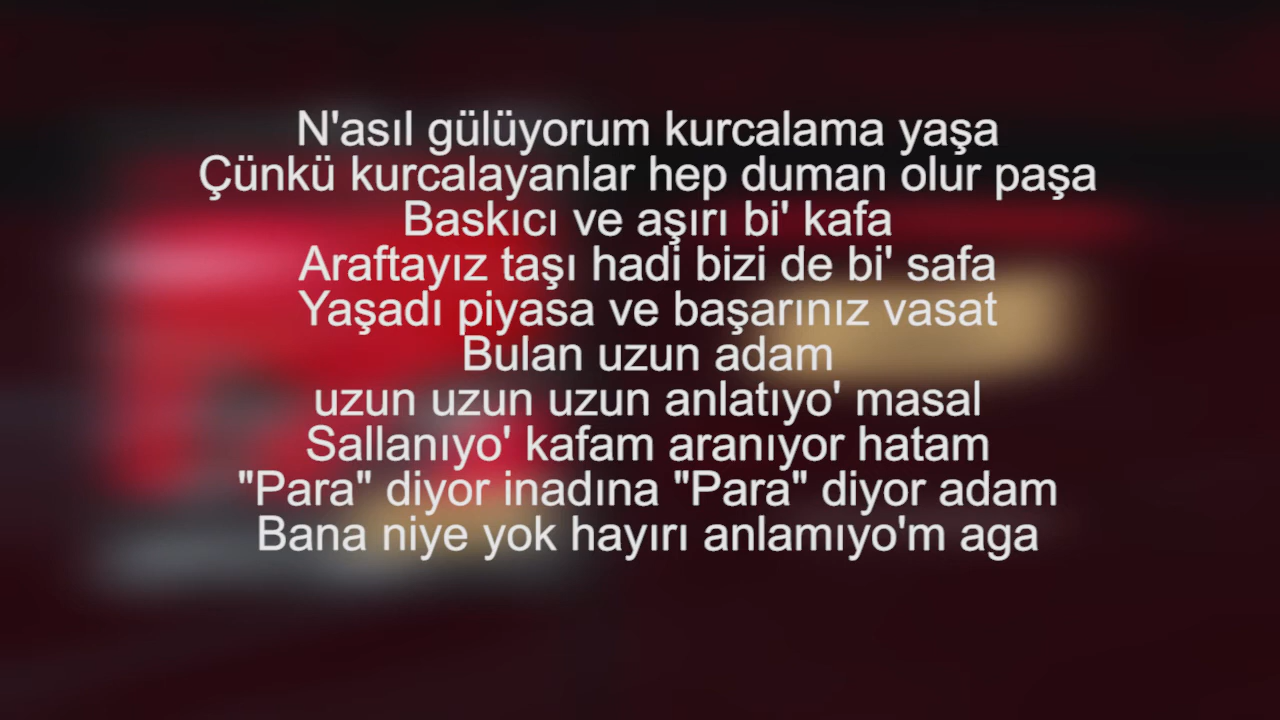 N'asıl gülüyorum kurcalama yaşa
Çünkü kurcalayanlar hep duman olur paşa
Baskıcı ve aşırı bi' kafa
Araftayız taşı hadi bizi de bi' safa
Yaşadı piyasa ve başarınız vasat
Bulan uzun adam
uzun uzun uzun anlatıyo' masal
Sallanıyo' kafam aranıyor hatam
"Para" diyor inadına "Para" diyor adam
Bana niye yok hayırı anlamıyo'm aga